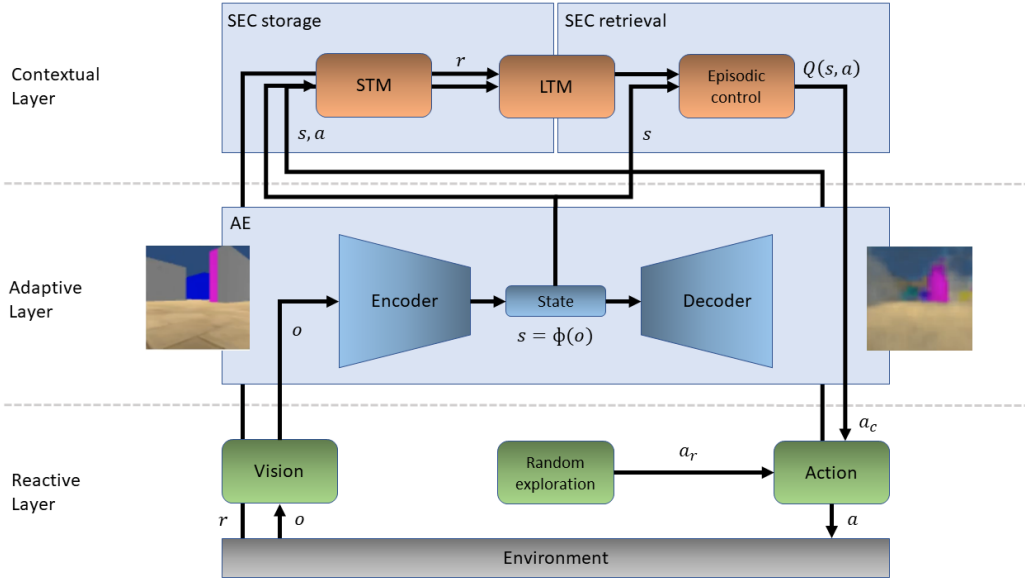 SEC storage
SEC retrieval
Contextual
Layer
STM
r
LTM
Episodic
control
Q(s, a)
s, a
s
AE
Adaptive
Layer
o
Encoder
State
s = ϕ(o)
Decoder
Reactive
Layer
Vision
Random
exploration
a_r
a_c
Action
r
o
a
Environment